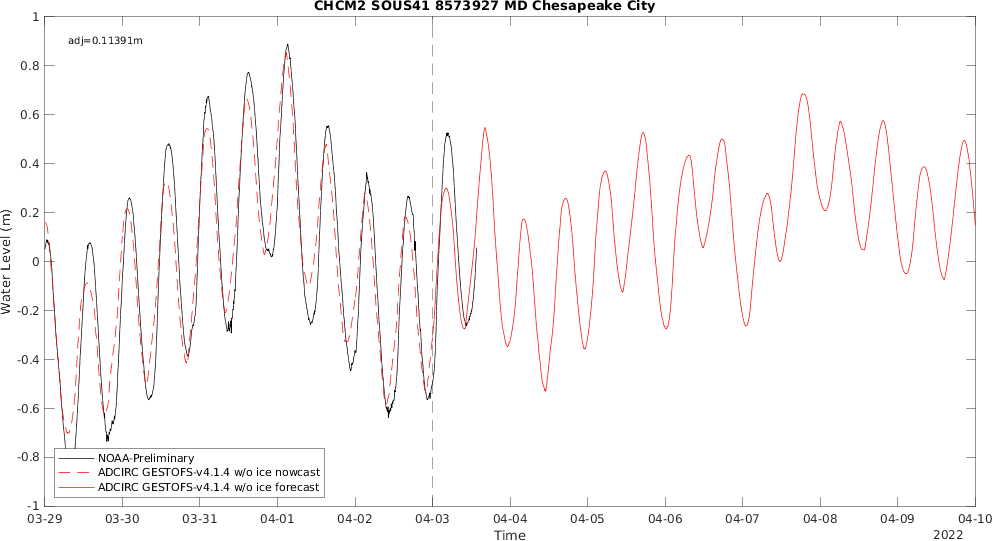 CHCM2 SOUS41 8573927 MD Chesapeake City
adj=0.11391m
1
0.8
0.6
0.4
0.2
0
-0.2
-0.4
-0.6
-0.8
-1
Water Level (m)
NOAA-Preliminary
ADCIRC GESTOFS-v4.1.4 w/o ice nowcast
ADCIRC GESTOFS-v4.1.4 w/o ice forecast
03-29 03-30 03-31 04-01 04-02 04-03 04-04 04-05 04-06 04-07 04-08 04-09 04-10
Time
2022